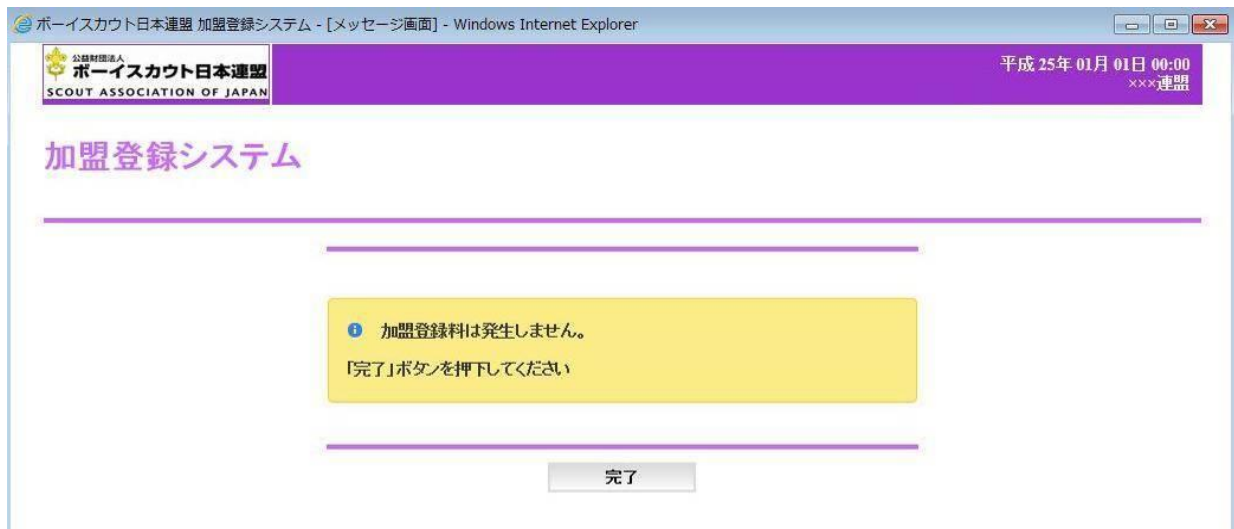 ボーイスカウト日本連盟 加盟登録システム - [メッセージ画面] - Windows Internet Explorer
公益財団法人
ボーイスカウト日本連盟
SCOUT ASSOCIATION OF JAPAN
平成 25年 01月 01日 00:00
×××連盟
加盟登録システム
加盟登録料は発生しません。
「完了」ボタンを押下してください
完了